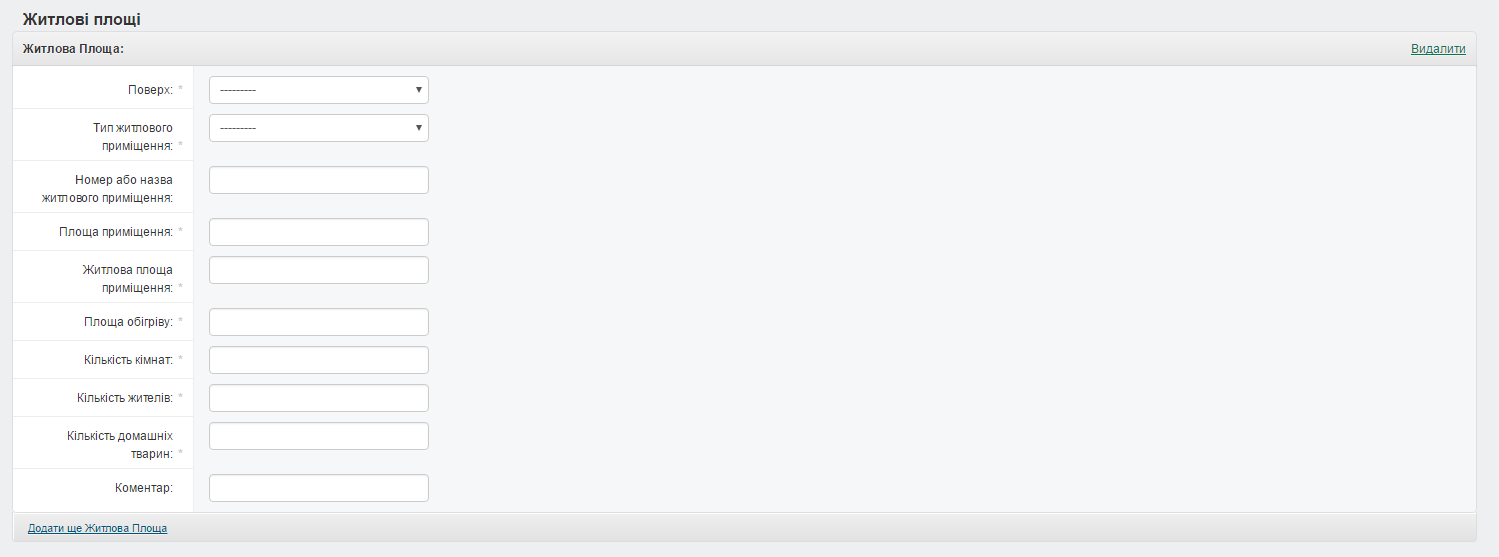 Житлові площі
Житлова Площа: Видалити
Поверх: * ---------
Тип житлового
приміщення: * ---------
Номер або назва
житлового приміщення:
Площа приміщення: *
Житлова площа
приміщення: *
Площа обігріву: *
Кількість кімнат: *
Кількість жителів: *
Кількість домашніх
тварин: *
Коментар:
Додати ще Житлова Площа